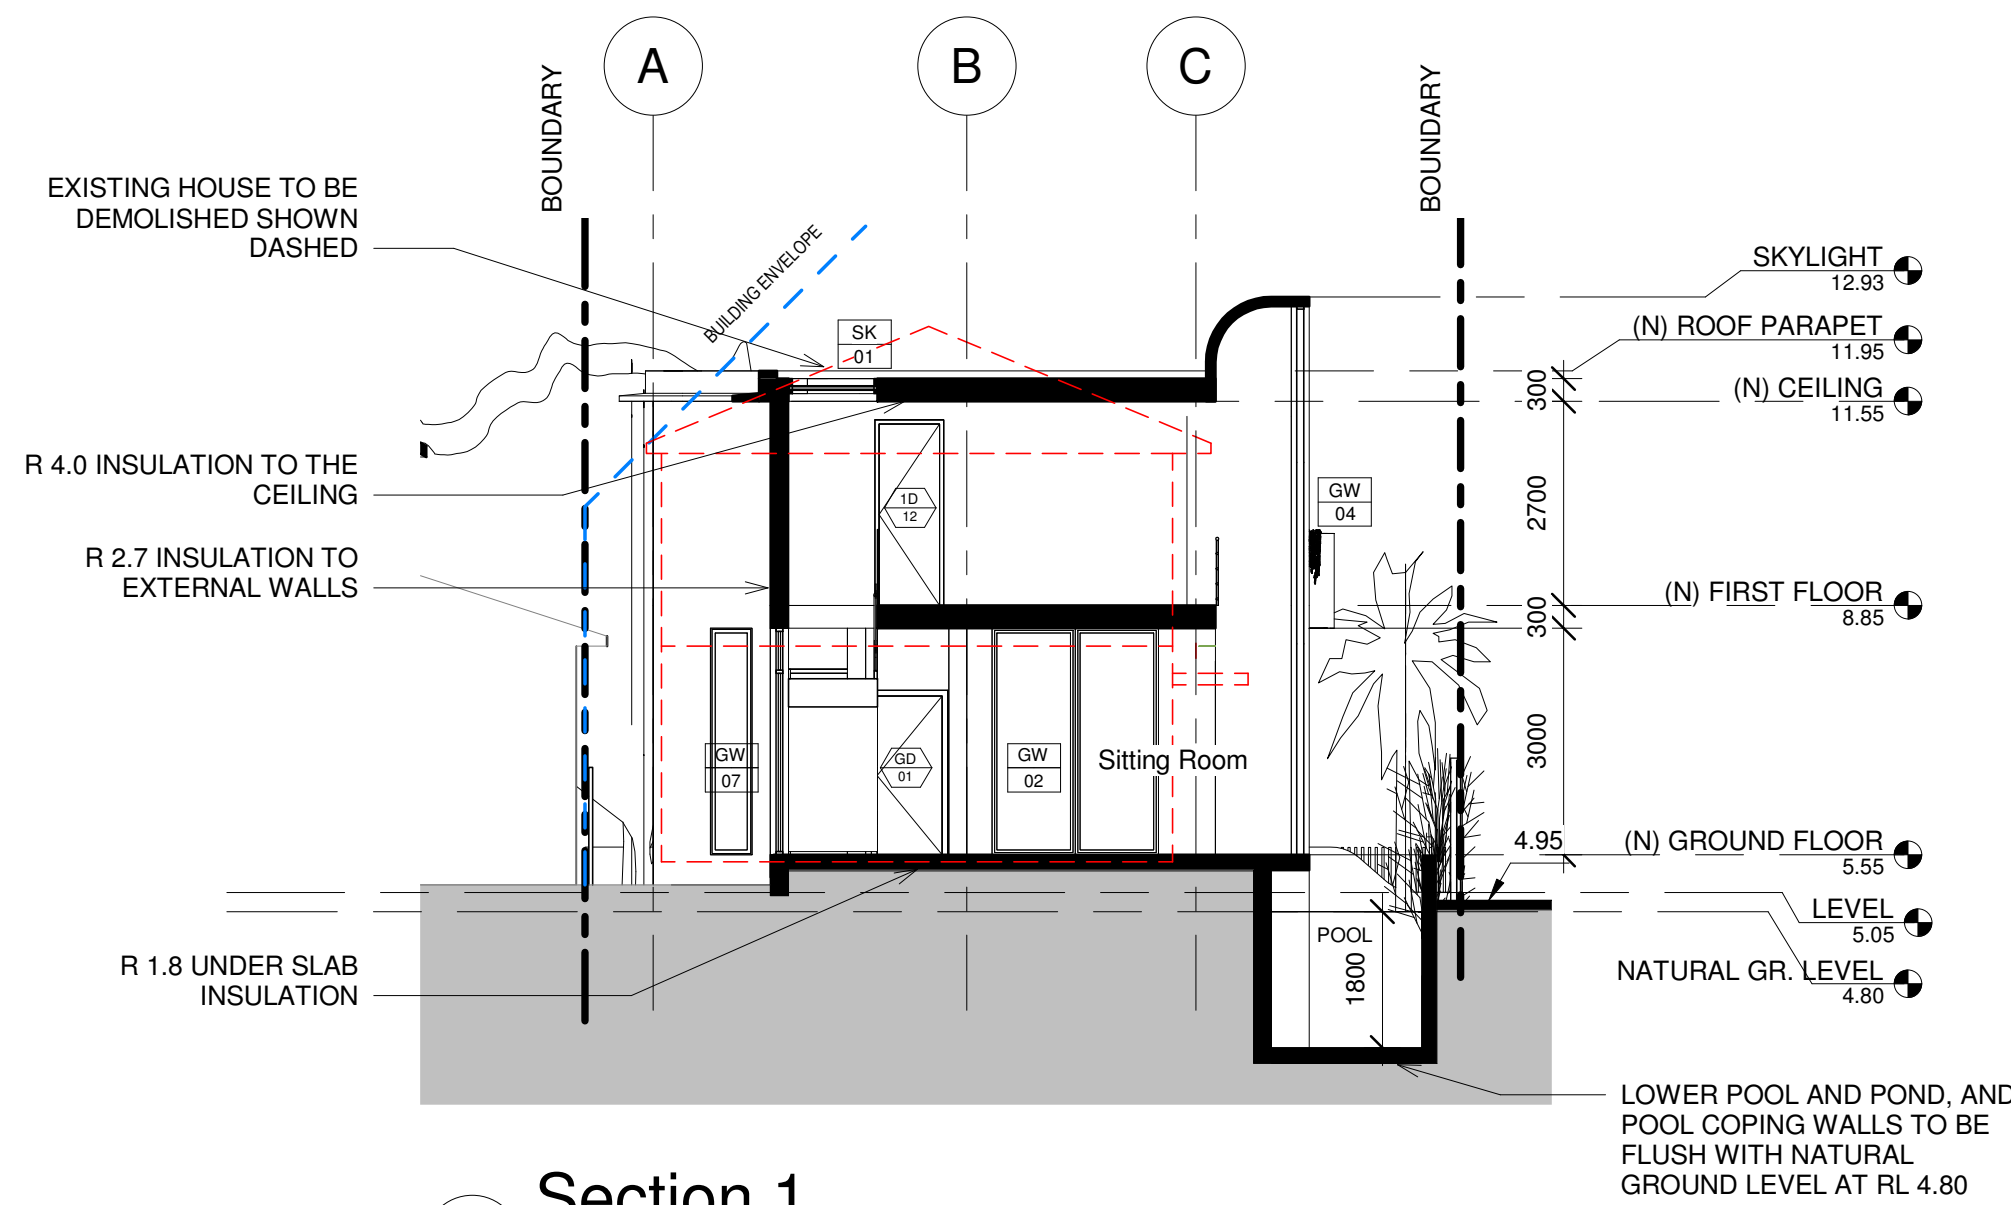 A
B
C
BOUNDARY
BOUNDARY
EXISTING HOUSE TO BE
DEMOLISHED SHOWN
DASHED
BUILDING ENVELOPE
SK
01
SKYLIGHT
12.93
(N) ROOF PARAPET
11.95
(N) CEILING
11.55
300
R 4.0 INSULATION TO THE
CEILING
1D
12
GW
04
2700
R 2.7 INSULATION TO
EXTERNAL WALLS
(N) FIRST FLOOR
8.85
300
GW
07
GD
01
GW
02
Sitting Room
3000
4.95
(N) GROUND FLOOR
5.55
LEVEL
5.05
POOL
1800
NATURAL GR. LEVEL
4.80
R 1.8 UNDER SLAB
INSULATION
LOWER POOL AND POND, AND
POOL COPING WALLS TO BE
FLUSH WITH NATURAL
GROUND LEVEL AT RL 4.80
Section 1